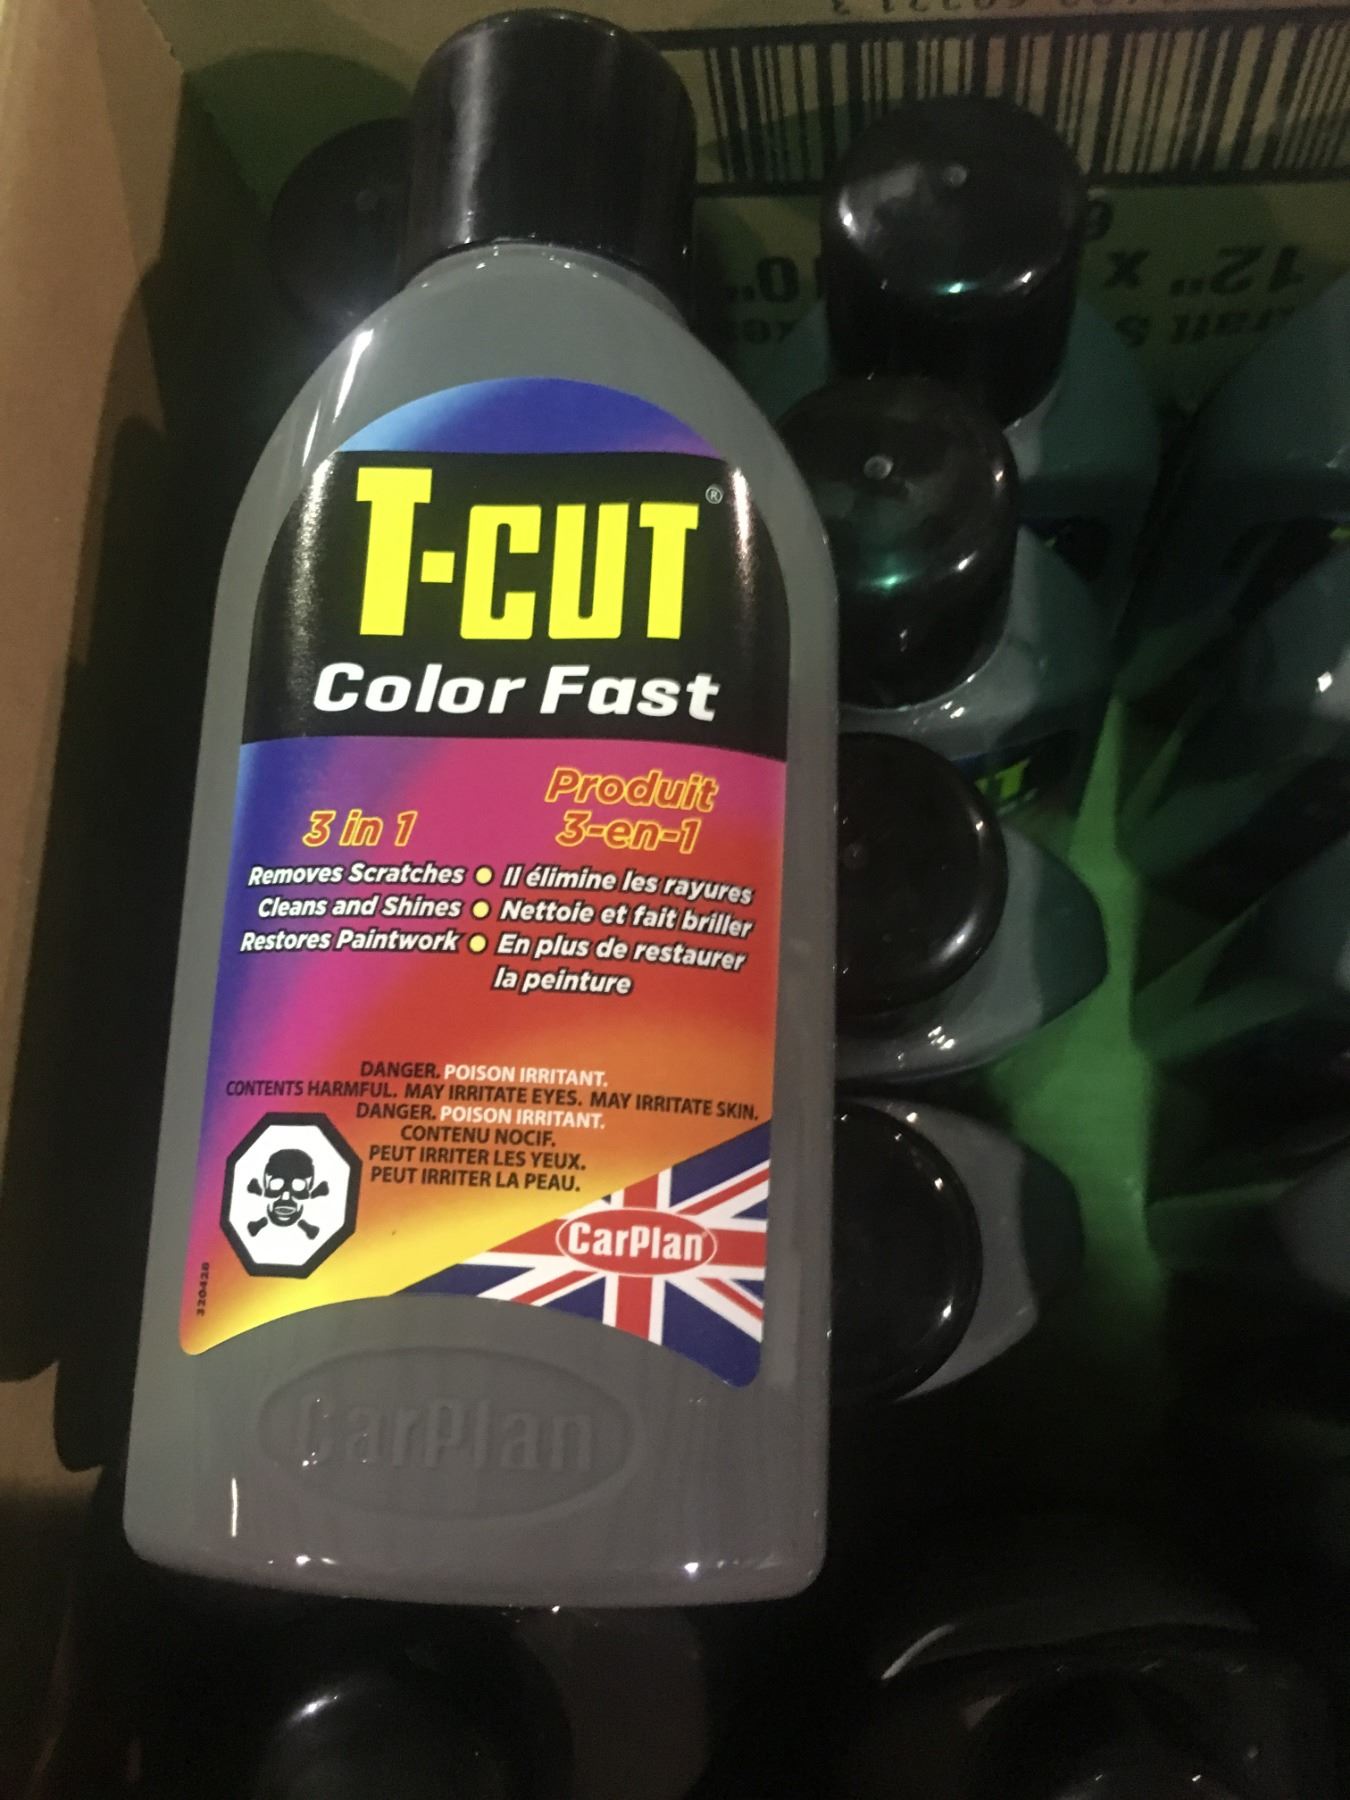 T-CUT®
Color Fast
3 in 1
Removes Scratches
Cleans and Shines
Restores Paintwork
Produit
3-en-1
Il élimine les rayures
Nettoie et fait briller
En plus de restaurer
la peinture
DANGER. POISON IRRITANT.
CONTENTS HARMFUL. MAY IRRITATE EYES. MAY IRRITATE SKIN.
DANGER. POISON IRRITANT.
CONTENU NOCIF.
PEUT IRRITER LES YEUX.
PEUT IRRITER LA PEAU.
CarPlan
320426
CarPlan
12" X